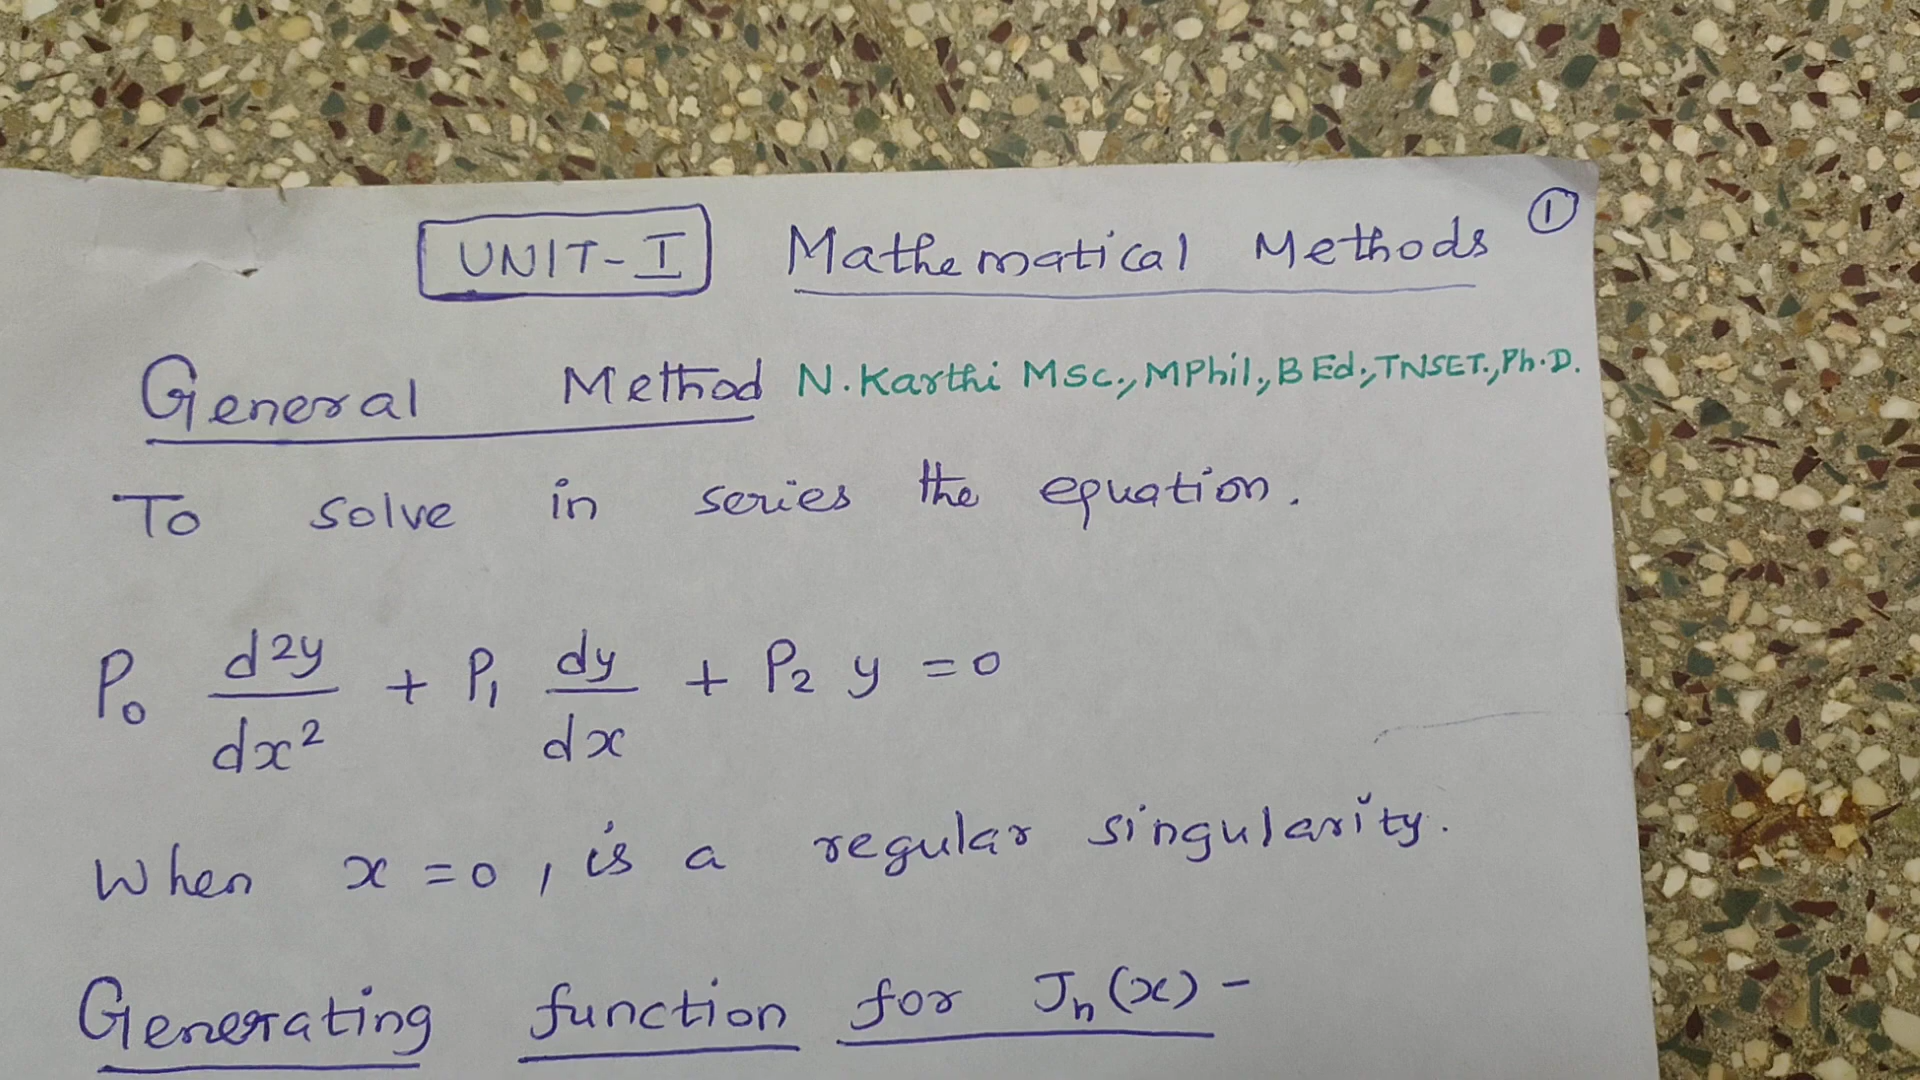 UNIT-I Mathematical Methods 1
General Method N. Karthi MSc., MPhil., B Ed., TNSET., Ph.D.
To solve in series the equation.
P₀ d2y/dx² + P₁ dy/dx + P₂ y = 0
When x = 0, is a regular singularity.
Generating function for Jₙ(x) -